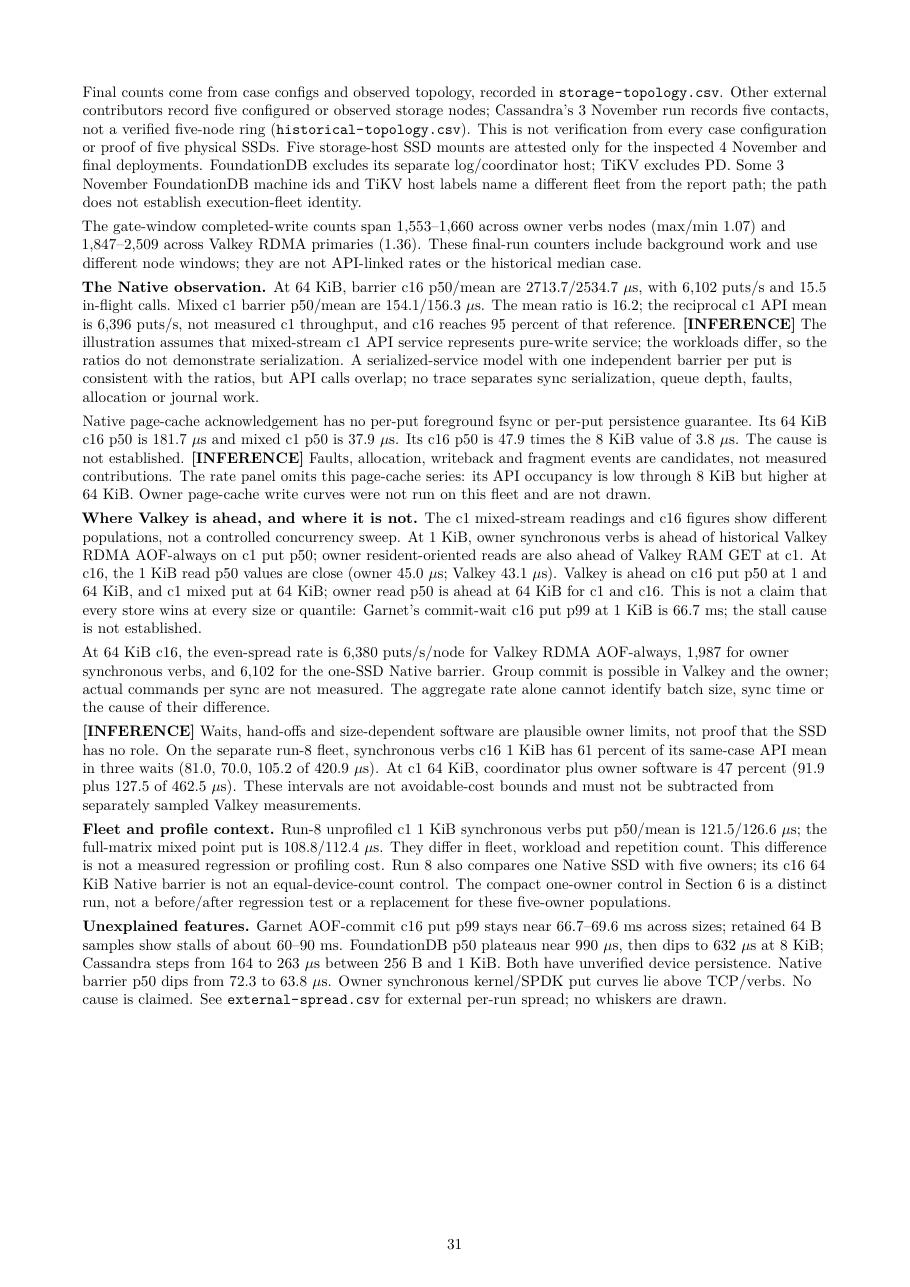 Final counts come from case configs and observed topology, recorded in storage-topology.csv. Other external
contributors record five configured or observed storage nodes; Cassandra's 3 November run records five contacts,
not a verified five-node ring (historical-topology.csv). This is not verification from every case configuration
or proof of five physical SSDs. Five storage-host SSD mounts are attested only for the inspected 4 November and
final deployments. FoundationDB excludes its separate log/coordinator host; TiKV excludes PD. Some 3
November FoundationDB machine ids and TiKV host labels name a different fleet from the report path; the path
does not establish execution-fleet identity.
The gate-window completed-write counts span 1,553–1,660 across owner verbs nodes (max/min 1.07) and
1,847–2,509 across Valkey RDMA primaries (1.36). These final-run counters include background work and use
different node windows; they are not API-linked rates or the historical median case.
The Native observation. At 64 KiB, barrier c16 p50/mean are 2713.7/2534.7 μs, with 6,102 puts/s and 15.5
in-flight calls. Mixed c1 barrier p50/mean are 154.1/156.3 μs. The mean ratio is 16.2; the reciprocal c1 API mean
is 6,396 puts/s, not measured c1 throughput, and c16 reaches 95 percent of that reference. [INFERENCE] The
illustration assumes that mixed-stream c1 API service represents pure-write service; the workloads differ, so the
ratios do not demonstrate serialization. A serialized-service model with one independent barrier per put is
consistent with the ratios, but API calls overlap; no trace separates sync serialization, queue depth, faults,
allocation or journal work.
Native page-cache acknowledgement has no per-put foreground fsync or per-put persistence guarantee. Its 64 KiB
c16 p50 is 181.7 μs and mixed c1 p50 is 37.9 μs. Its c16 p50 is 47.9 times the 8 KiB value of 3.8 μs. The cause is
not established. [INFERENCE] Faults, allocation, writeback and fragment events are candidates, not measured
contributions. The rate panel omits this page-cache series: its API occupancy is low through 8 KiB but higher at
64 KiB. Owner page-cache write curves were not run on this fleet and are not drawn.
Where Valkey is ahead, and where it is not. The c1 mixed-stream readings and c16 figures show different
populations, not a controlled concurrency sweep. At 1 KiB, owner synchronous verbs is ahead of historical Valkey
RDMA AOF-always on c1 put p50; owner resident-oriented reads are also ahead of Valkey RAM GET at c1. At
c16, the 1 KiB read p50 values are close (owner 45.0 μs; Valkey 43.1 μs). Valkey is ahead on c16 put p50 at 1 and
64 KiB, and c1 mixed put at 64 KiB; owner read p50 is ahead at 64 KiB for c1 and c16. This is not a claim that
every store wins at every size or quantile: Garnet's commit-wait c16 put p99 at 1 KiB is 66.7 ms; the stall cause
is not established.
At 64 KiB c16, the even-spread rate is 6,380 puts/s/node for Valkey RDMA AOF-always, 1,987 for owner
synchronous verbs, and 6,102 for the one-SSD Native barrier. Group commit is possible in Valkey and the owner;
actual commands per sync are not measured. The aggregate rate alone cannot identify batch size, sync time or
the cause of their difference.
[INFERENCE] Waits, hand-offs and size-dependent software are plausible owner limits, not proof that the SSD
has no role. On the separate run-8 fleet, synchronous verbs c16 1 KiB has 61 percent of its same-case API mean
in three waits (81.0, 70.0, 105.2 of 420.9 μs). At c1 64 KiB, coordinator plus owner software is 47 percent (91.9
plus 127.5 of 462.5 μs). These intervals are not avoidable-cost bounds and must not be subtracted from
separately sampled Valkey measurements.
Fleet and profile context. Run-8 unprofiled c1 1 KiB synchronous verbs put p50/mean is 121.5/126.6 μs; the
full-matrix mixed point put is 108.8/112.4 μs. They differ in fleet, workload and repetition count. This difference
is not a measured regression or profiling cost. Run 8 also compares one Native SSD with five owners; its c16 64
KiB Native barrier is not an equal-device-count control. The compact one-owner control in Section 6 is a distinct
run, not a before/after regression test or a replacement for these five-owner populations.
Unexplained features. Garnet AOF-commit c16 put p99 stays near 66.7–69.6 ms across sizes; retained 64 B
samples show stalls of about 60–90 ms. FoundationDB p50 plateaus near 990 μs, then dips to 632 μs at 8 KiB;
Cassandra steps from 164 to 263 μs between 256 B and 1 KiB. Both have unverified device persistence. Native
barrier p50 dips from 72.3 to 63.8 μs. Owner synchronous kernel/SPDK put curves lie above TCP/verbs. No
cause is claimed. See external-spread.csv for external per-run spread; no whiskers are drawn.
31